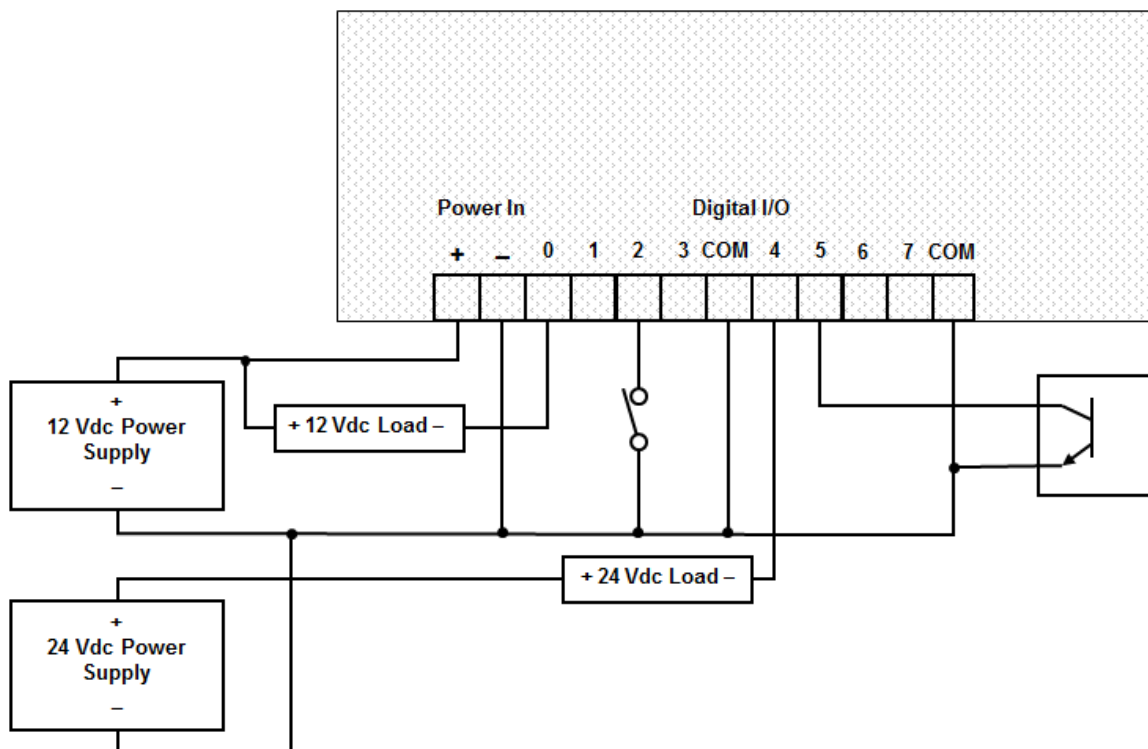 Power In Digital I/O
+ – 0 1 2 3 COM 4 5 6 7 COM
+
12 Vdc Power
Supply
–
+ 12 Vdc Load –
+ 24 Vdc Load –
+
24 Vdc Power
Supply
–